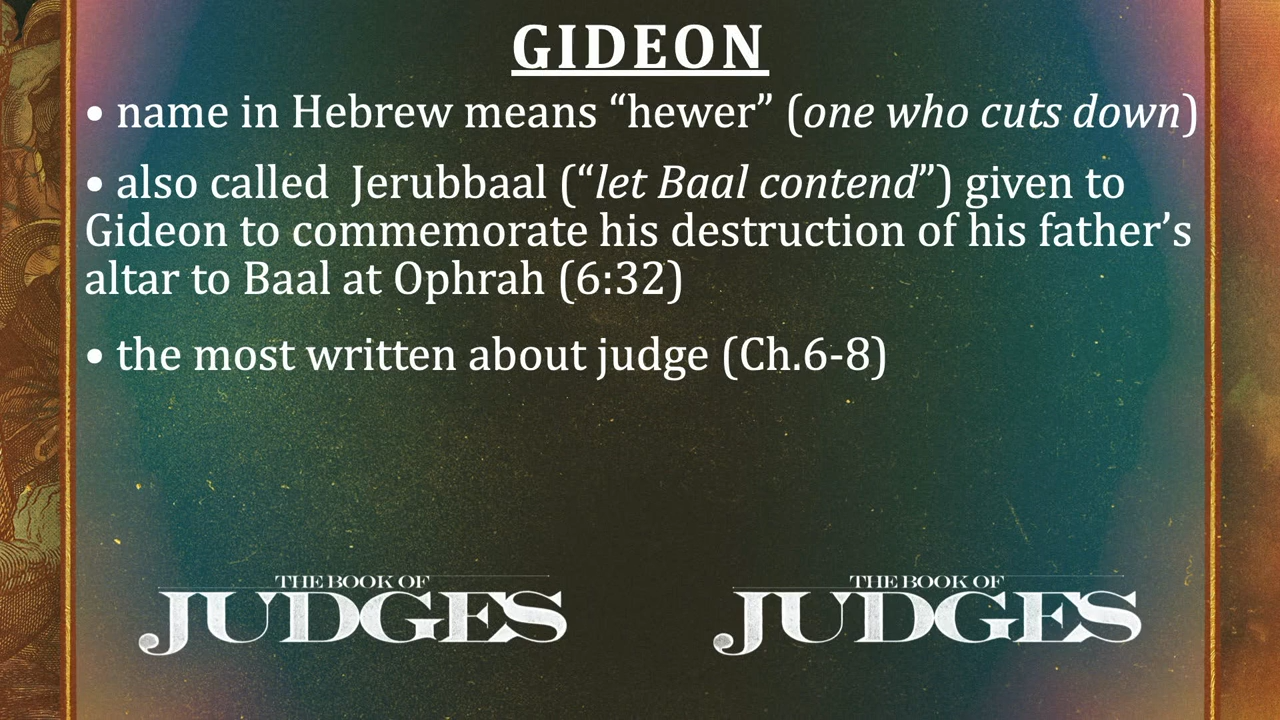 GIDEON
• name in Hebrew means “hewer” (one who cuts down)
• also called  Jerubbaal (“let Baal contend”) given to
Gideon to commemorate his destruction of his father’s
altar to Baal at Ophrah (6:32)
• the most written about judge (Ch.6-8)
THE BOOK OF
JUDGES
THE BOOK OF
JUDGES